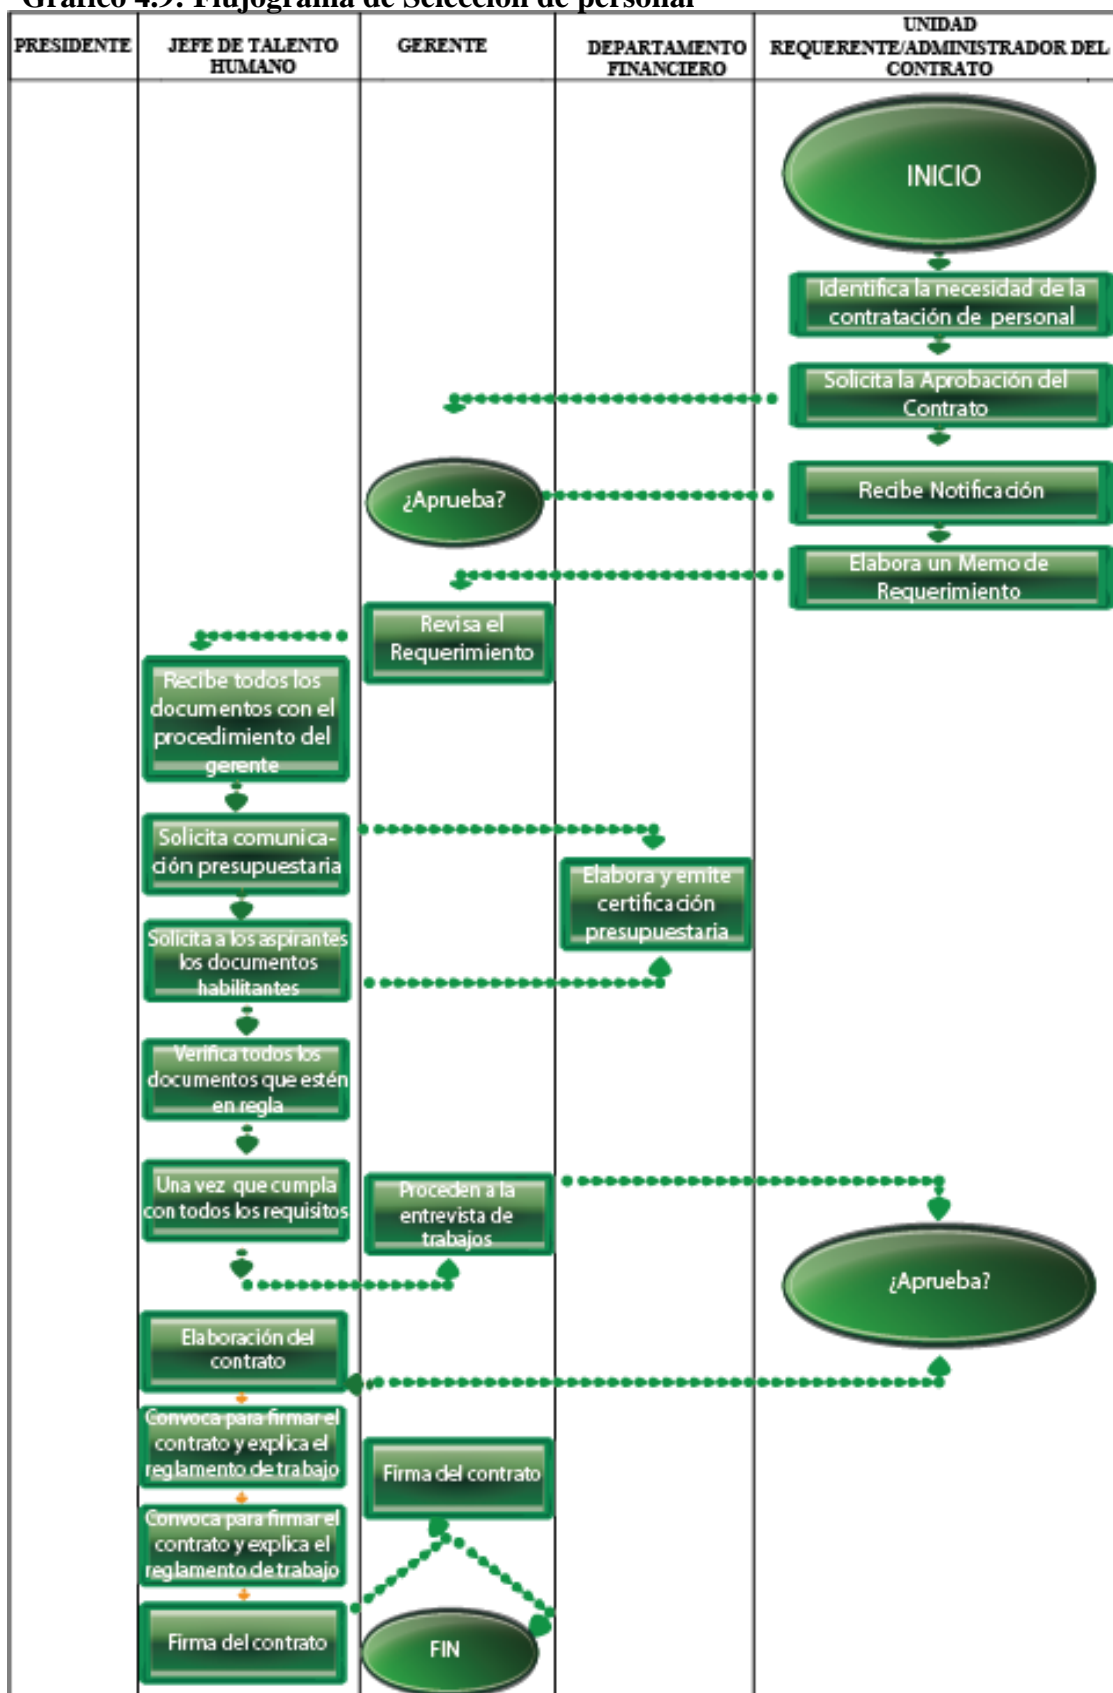 Gráfico 4.9: Flujograma de Selección de personal
PRESIDENTE
JEFE DE TALENTO
HUMANO
GERENTE
DEPARTAMENTO
FINANCIERO
UNIDAD
REQUERENTE/ADMINISTRADOR DEL
CONTRATO
INICIO
Identifica la necesidad de la
contratación de personal
Solicita la Aprobación del
Contrato
¿Aprueba?
Recibe Notificación
Elabora un Memo de
Requerimiento
Revisa el
Requerimiento
Recibe todos los
documentos con el
procedimiento del
gerente
Solicita comunica-
ción presupuestaria
Elabora y emite
certificación
presupuestaria
Solicita a los aspirantes
los documentos
habilitantes
Verifica todos los
documentos que estén
en regla
Una vez que cumpla
con todos los requisitos
Proceden a la
entrevista de
trabajos
¿Aprueba?
Elaboración del
contrato
Convoca para firmar el
contrato y explica el
reglamento de trabajo
Firma del contrato
Convoca para firmar el
contrato y explica el
reglamento de trabajo
Firma del contrato
FIN